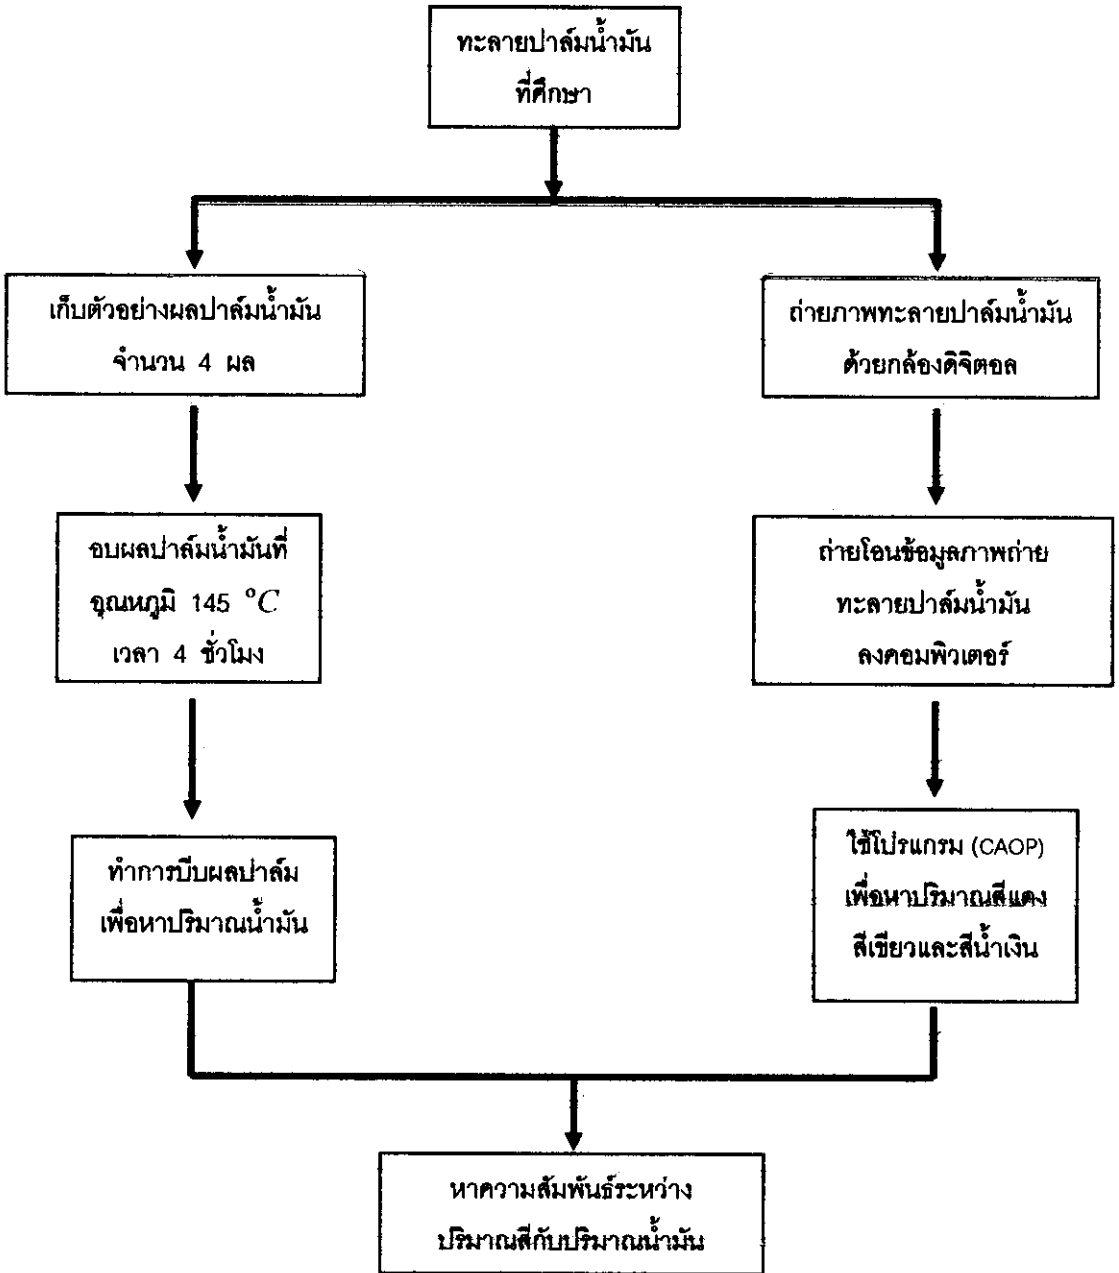 ทะลายปาล์มน้ำมัน
ที่ศึกษา
เก็บตัวอย่างผลปาล์มน้ำมัน
จำนวน 4 ผล
อบผลปาล์มน้ำมันที่
อุณหภูมิ 145 °C
เวลา 4 ชั่วโมง
ทำการบีบผลปาล์ม
เพื่อหาปริมาณน้ำมัน
ถ่ายภาพทะลายปาล์มน้ำมัน
ด้วยกล้องดิจิตอล
ถ่ายโอนข้อมูลภาพถ่าย
ทะลายปาล์มน้ำมัน
ลงคอมพิวเตอร์
ใช้โปรแกรม (CAOP)
เพื่อหาปริมาณสีแดง
สีเขียวและสีน้ำเงิน
หาความสัมพันธ์ระหว่าง
ปริมาณสีกับปริมาณน้ำมัน